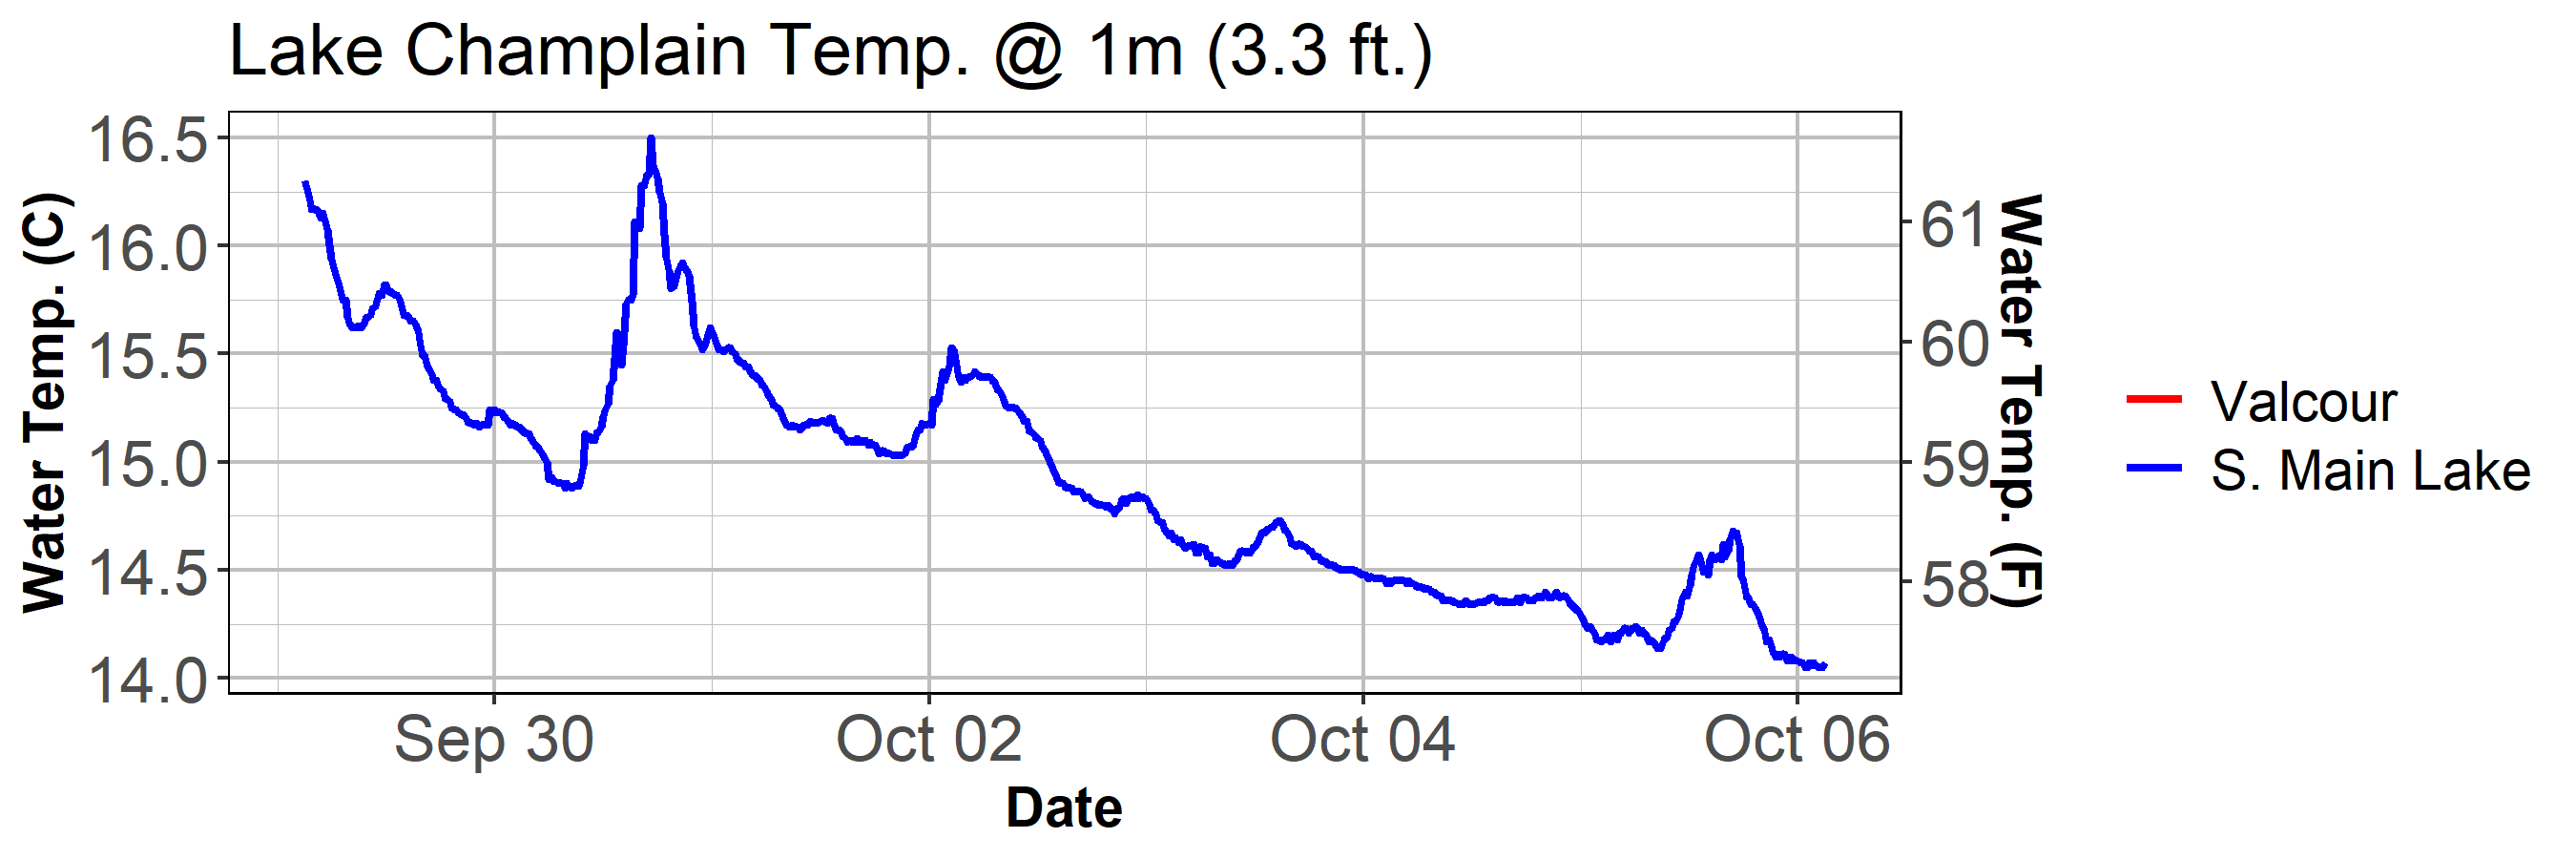 Lake Champlain Temp. @ 1m (3.3 ft.)
Water Temp. (C)
16.5
16.0
15.5
15.0
14.5
14.0
61
60
59
58
Water Temp. (F)
Sep 30
Oct 02
Oct 04
Oct 06
Date
Valcour
S. Main Lake